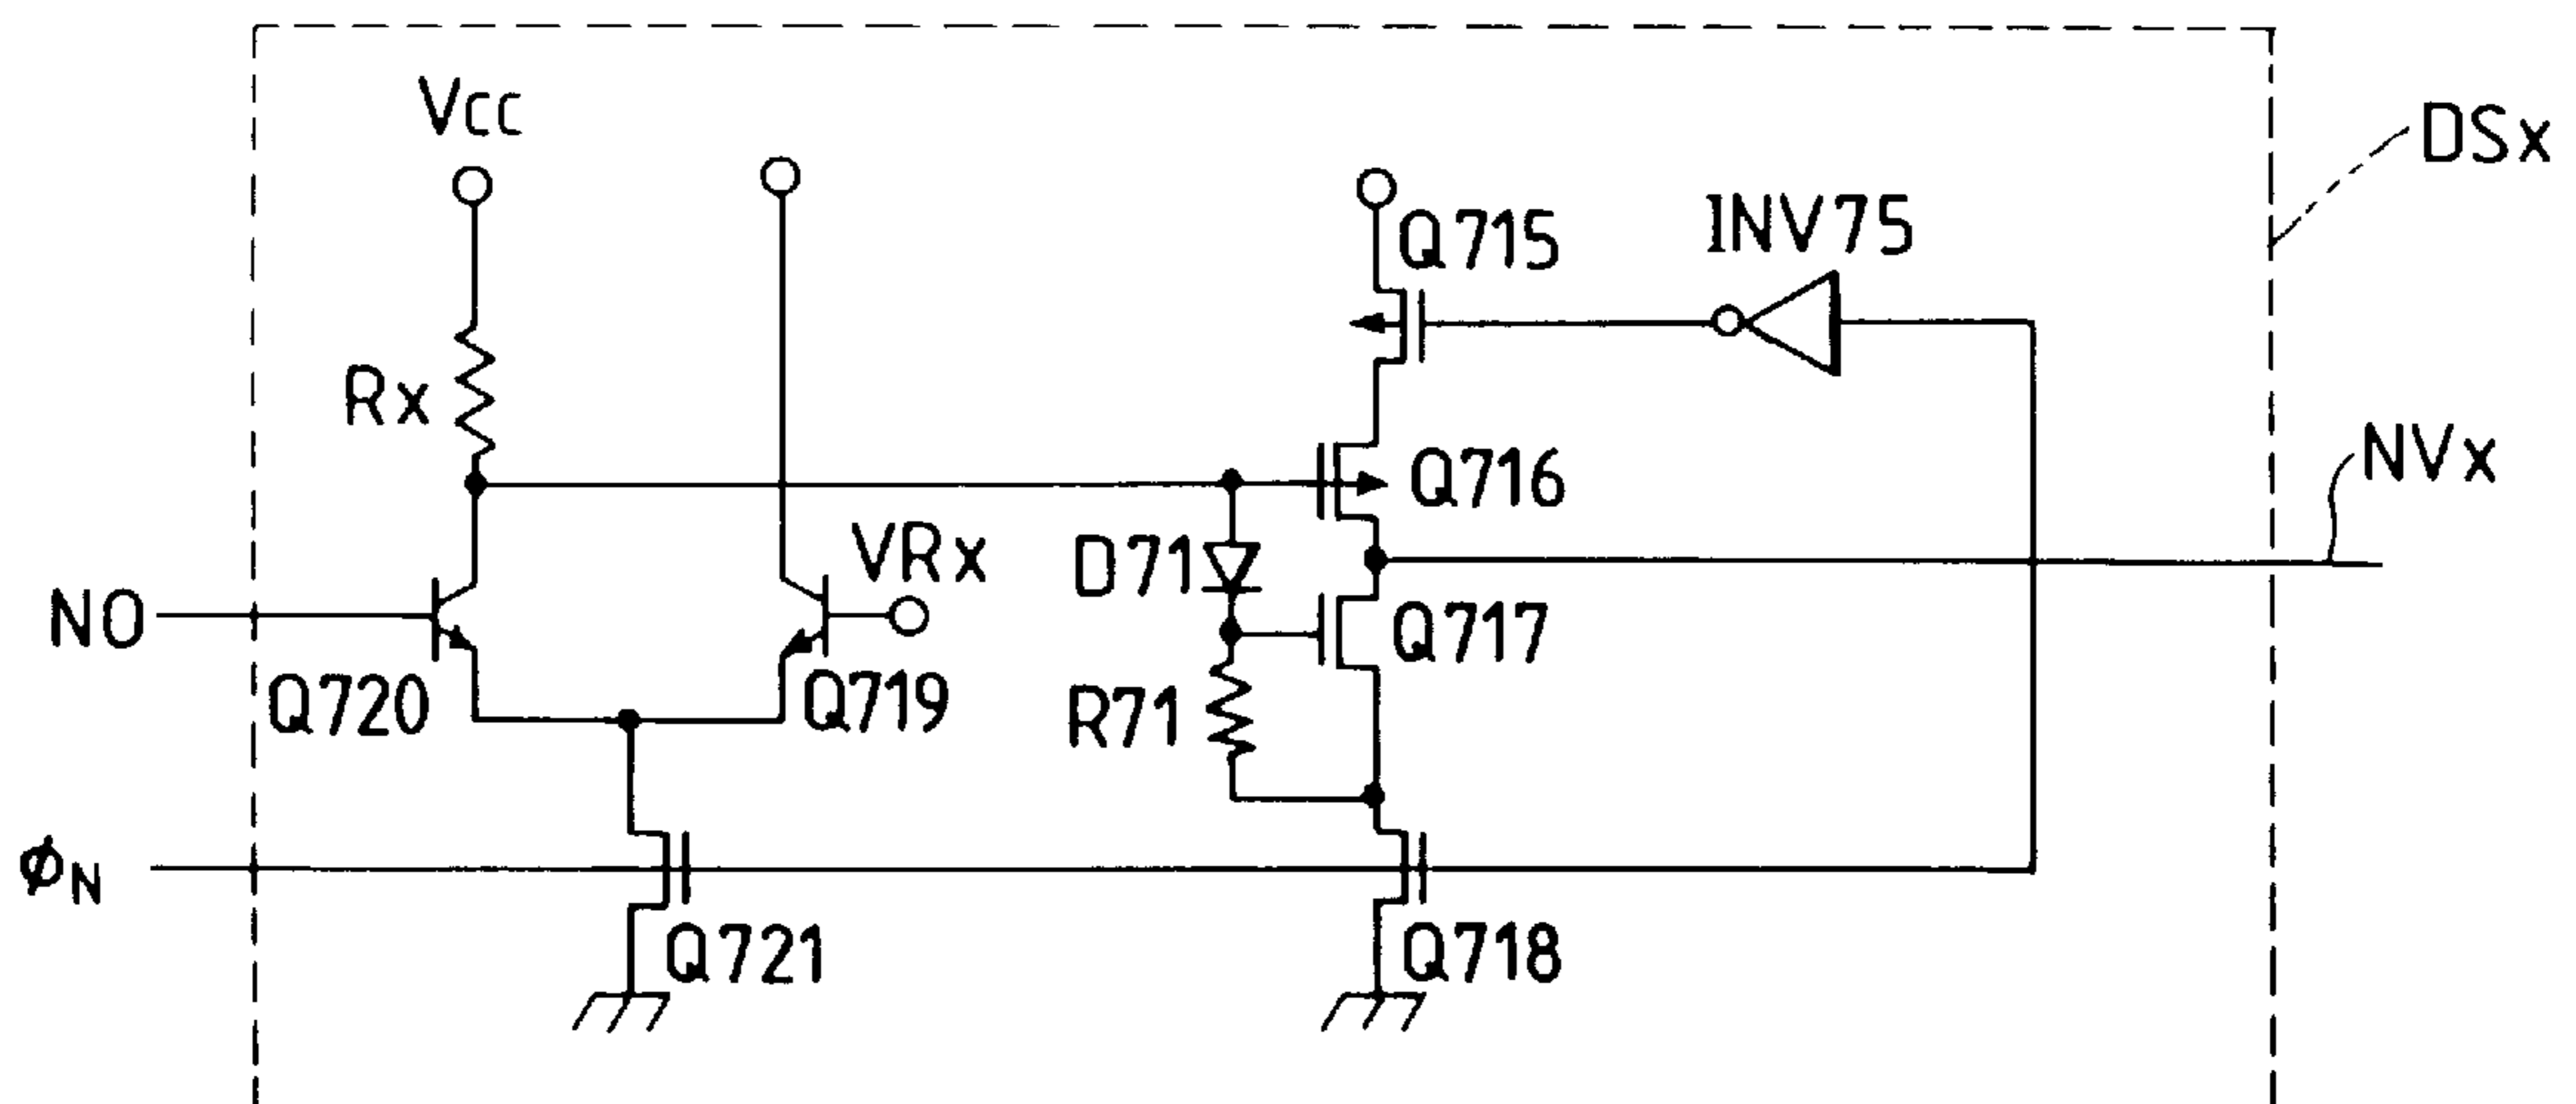 Vcc
DSx
Q715
INV75
Rx
Q716
NVx
D71
VRx
NO
Q717
Q720
Q719
R71
φN
Q721
Q718